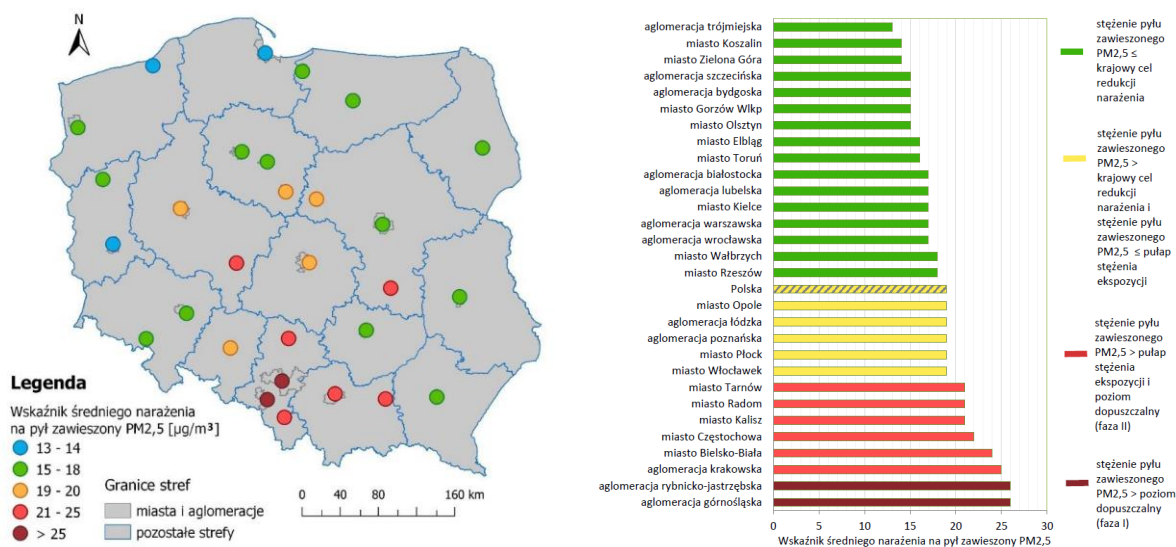 N
Legenda
Wskaźnik średniego narażenia
na pył zawieszony PM2,5 [µg/m³]
13 - 14
15 - 18
19 - 20
21 - 25
> 25
Granice stref
miasta i aglomeracje
pozostałe strefy
0 40 80 160 km
aglomeracja trójmiejska
miasto Koszalin
miasto Zielona Góra
aglomeracja szczecińska
aglomeracja bydgoska
miasto Gorzów Wlkp
miasto Olsztyn
miasto Elbląg
miasto Toruń
aglomeracja białostocka
aglomeracja lubelska
miasto Kielce
aglomeracja warszawska
aglomeracja wrocławska
miasto Wałbrzych
miasto Rzeszów
Polska
miasto Opole
aglomeracja łódzka
aglomeracja poznańska
miasto Płock
miasto Włocławek
miasto Tarnów
miasto Radom
miasto Kalisz
miasto Częstochowa
miasto Bielsko-Biała
aglomeracja krakowska
aglomeracja rybnicko-jastrzębska
aglomeracja górnośląska
0 5 10 15 20 25 30
Wskaźnik średniego narażenia na pył zawieszony PM2,5
stężenie pyłu
zawieszonego
PM2,5 ≤
krajowy cel
redukcji
narażenia
stężenie pyłu
zawieszonego
PM2,5 >
krajowy cel
redukcji
narażenia i
stężenie pyłu
zawieszonego
PM2,5 ≤ pułap
stężenia
ekspozycji
stężenie pyłu
zawieszonego
PM2,5 > pułap
stężenia
ekspozycji i
poziom
dopuszczalny
(faza II)
stężenie pyłu
zawieszonego
PM2,5 > poziom
dopuszczalny
(faza I)